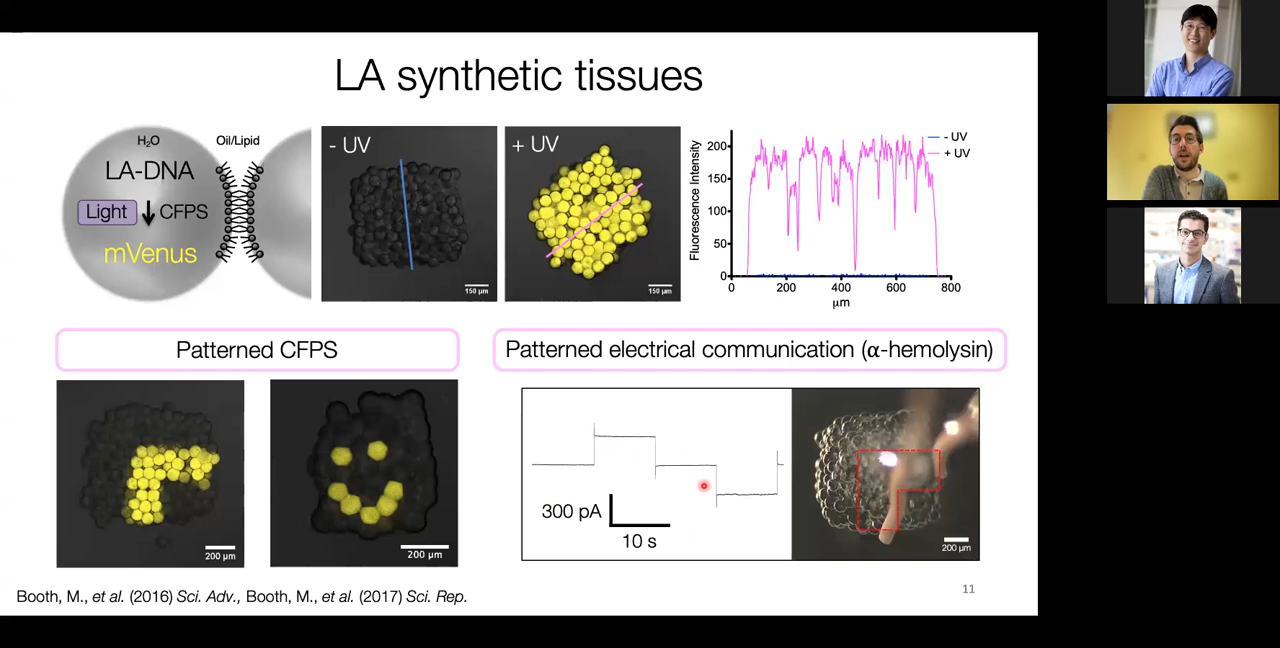 LA synthetic tissues
H₂O
Oil/Lipid
LA-DNA
Light
CFPS
mVenus
- UV
150 μm
+ UV
150 μm
Fluorescence Intensity
200
150
100
50
0
0 200 400 600 800
μm
- UV
+ UV
Patterned CFPS
Patterned electrical communication (α-hemolysin)
200 μm
200 μm
300 pA
10 s
200 μm
Booth, M., et al. (2016) Sci. Adv., Booth, M., et al. (2017) Sci. Rep.
11